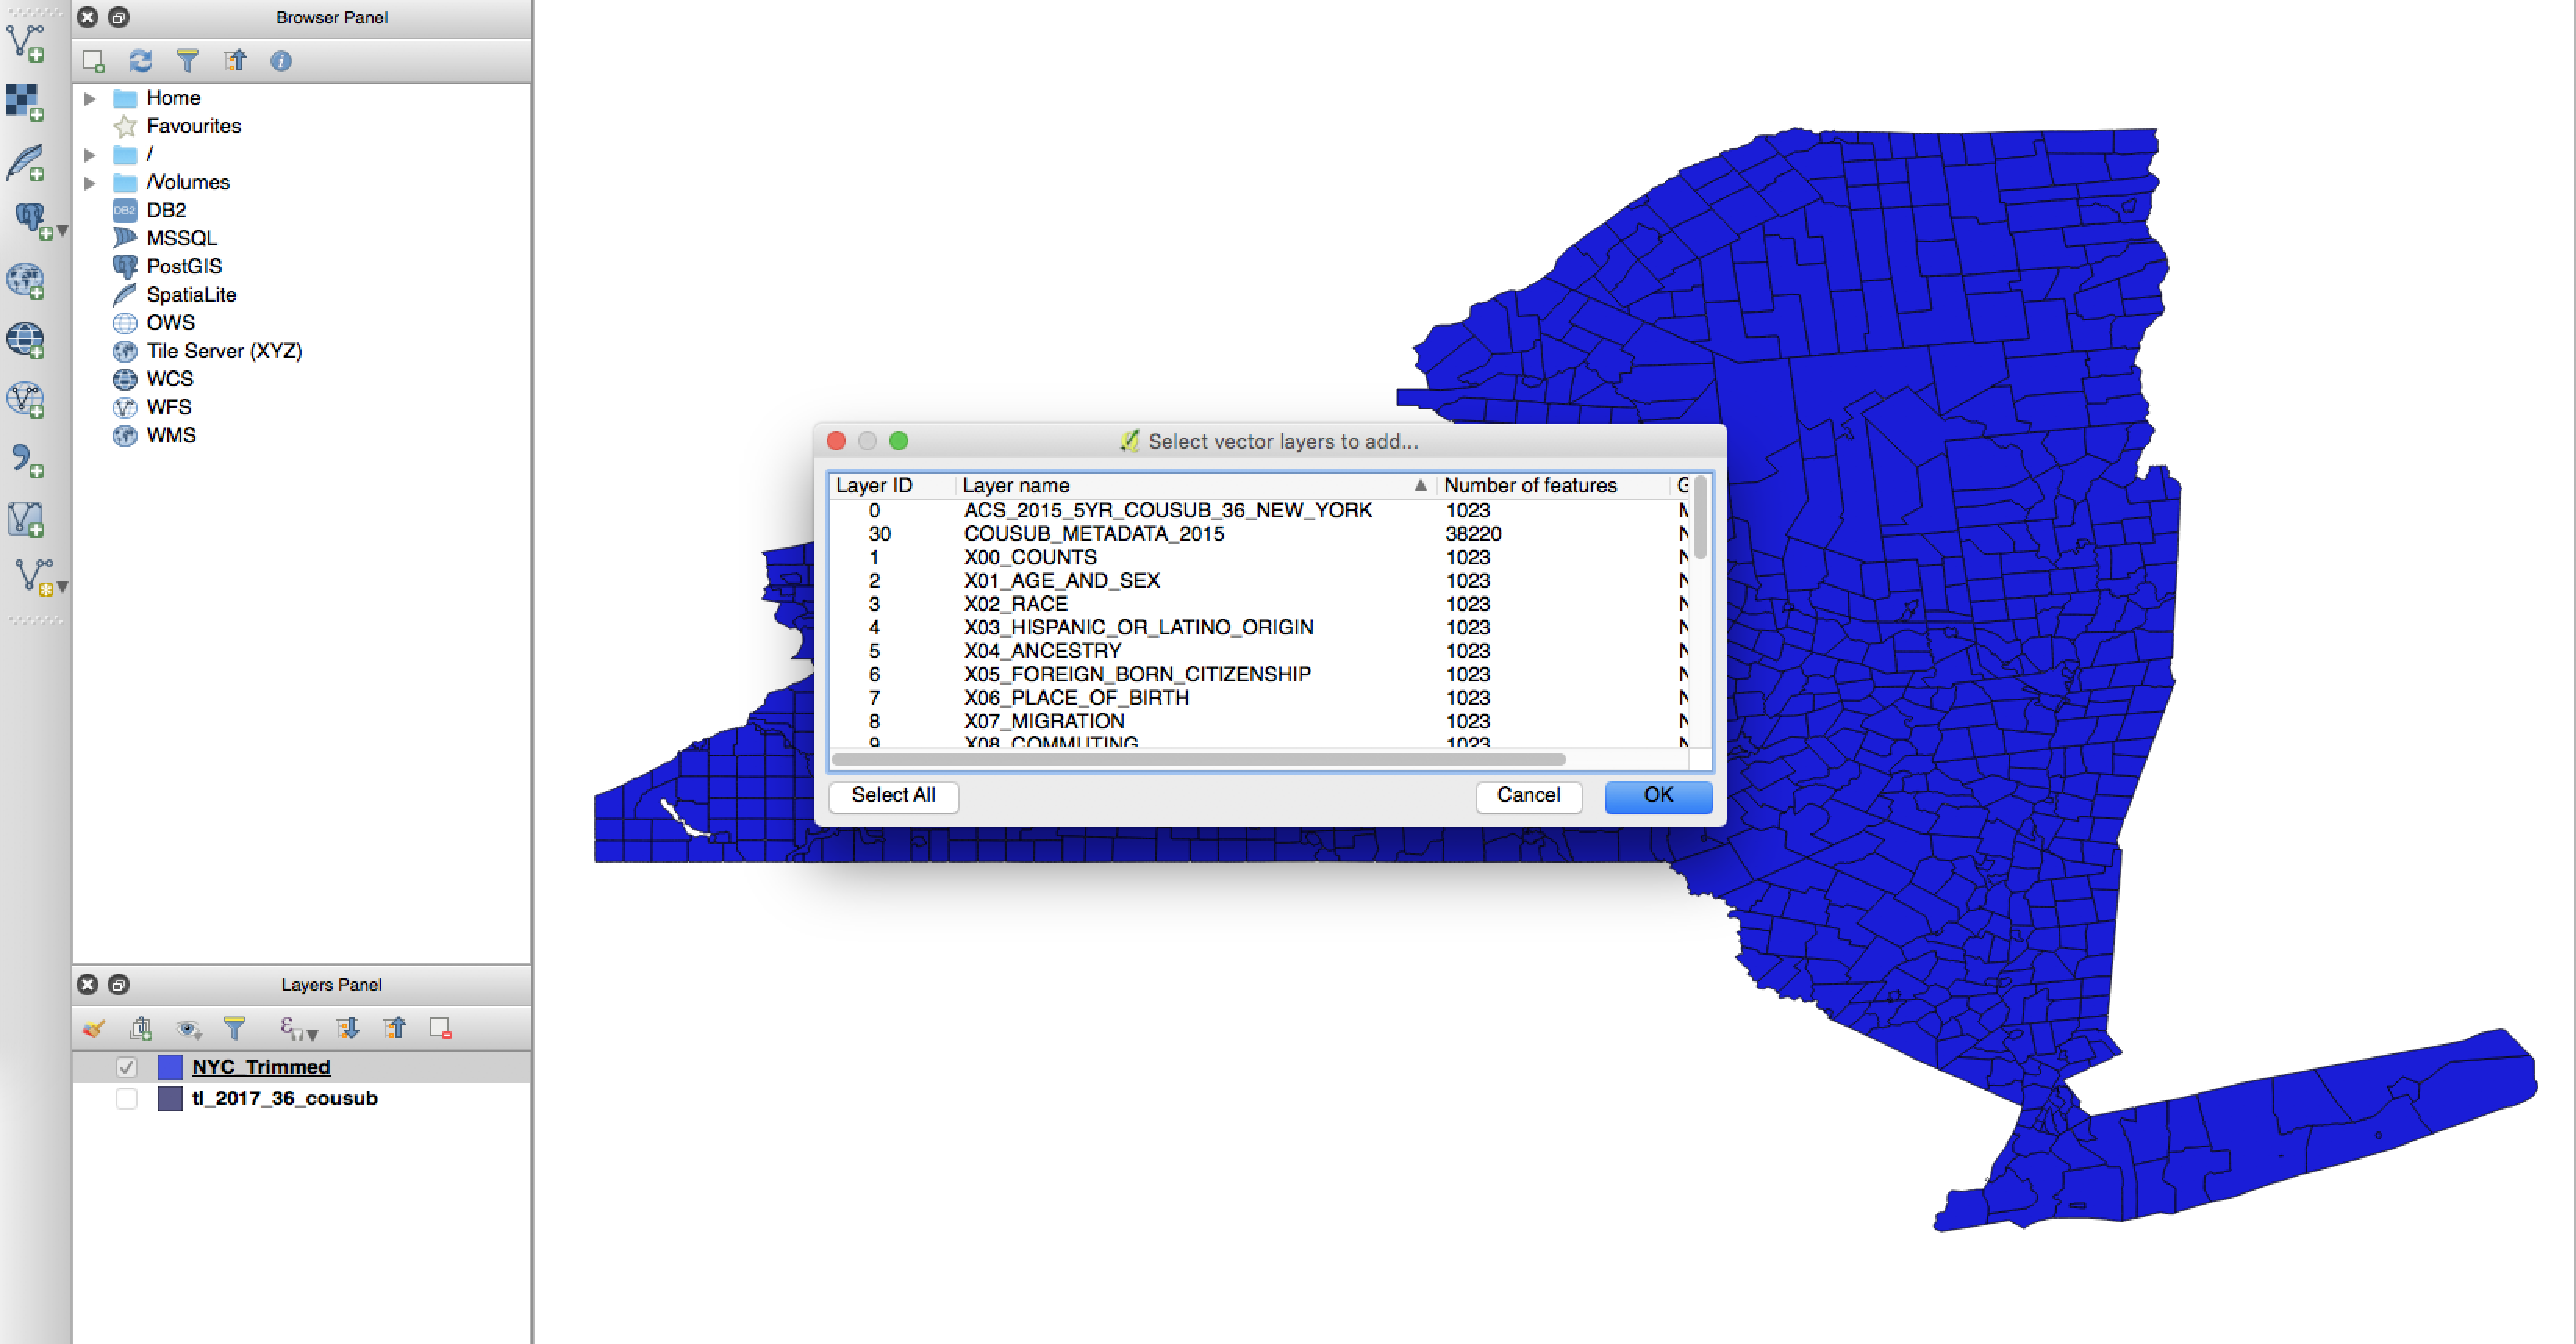 Browser Panel
Home
Favourites
/
/Volumes
DB2 DB2
MSSQL
PostGIS
SpatiaLite
OWS
Tile Server (XYZ)
WCS
WFS
WMS
Select vector layers to add...
Layer ID Layer name Number of features
0 ACS_2015_5YR_COUSUB_36_NEW_YORK 1023
30 COUSUB_METADATA_2015 38220
1 X00_COUNTS 1023
2 X01_AGE_AND_SEX 1023
3 X02_RACE 1023
4 X03_HISPANIC_OR_LATINO_ORIGIN 1023
5 X04_ANCESTRY 1023
6 X05_FOREIGN_BORN_CITIZENSHIP 1023
7 X06_PLACE_OF_BIRTH 1023
8 X07_MIGRATION 1023
9 X08_COMMUTING 1023
Select All Cancel OK
Layers Panel
NYC_Trimmed
tl_2017_36_cousub